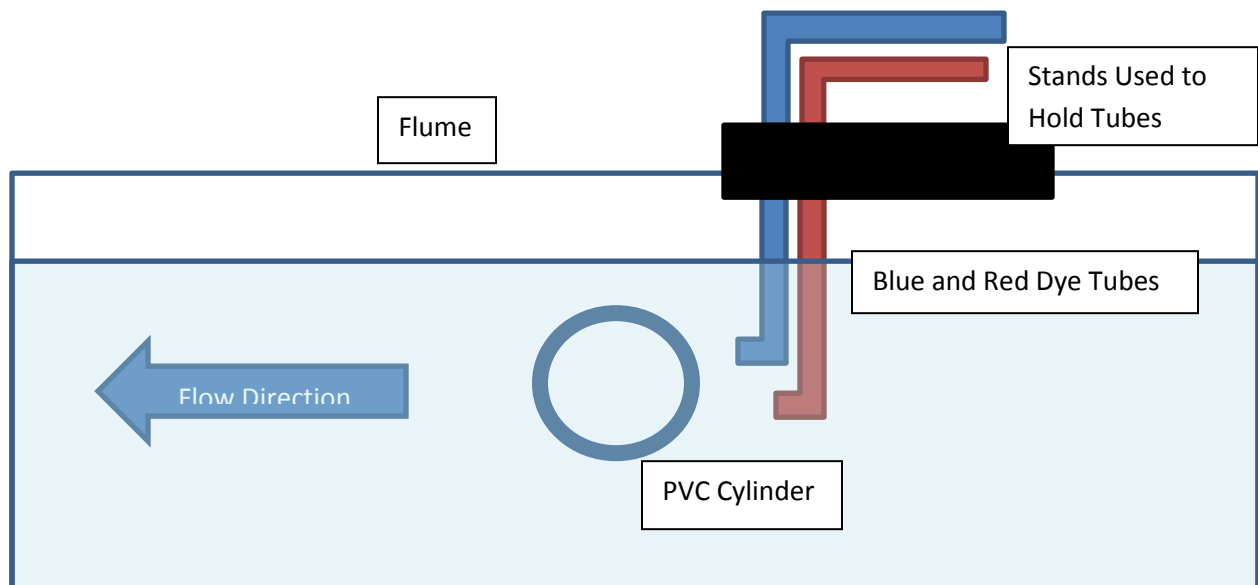 Stands Used to
Hold Tubes
Flume
Blue and Red Dye Tubes
Flow Direction
PVC Cylinder